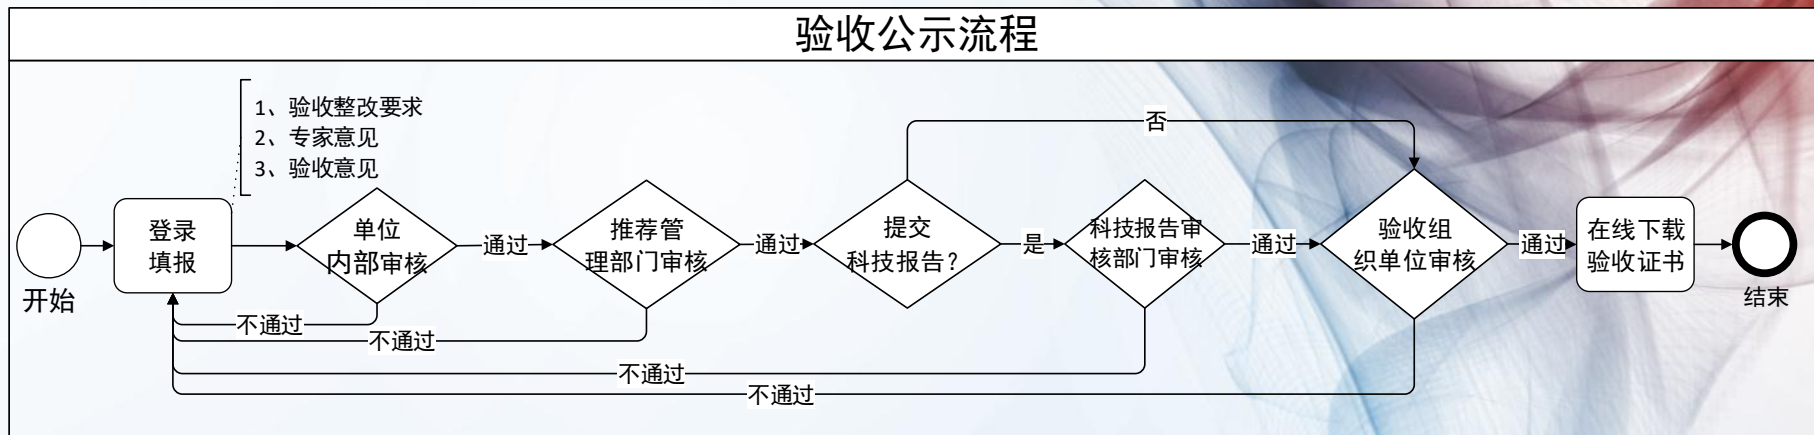 验收公示流程
1、验收整改要求
2、专家意见
3、验收意见
否
开始
登录
填报
单位
内部审核
通过
推荐管
理部门审核
通过
提交
科技报告?
是
科技报告审
核部门审核
通过
验收组
织单位审核
通过
在线下载
验收证书
结束
不通过
不通过
不通过
不通过